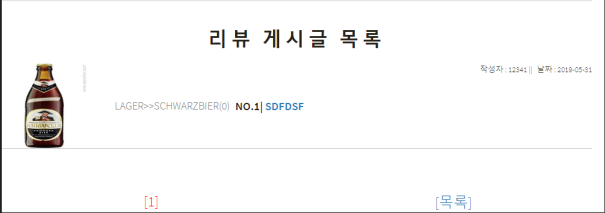 리뷰 게시글 목록
작성자 : 12341 || 날짜 : 2019-05-31
LAGER>>SCHWARZBIER(0) NO.1| SDFDSF
[1]
[목록]